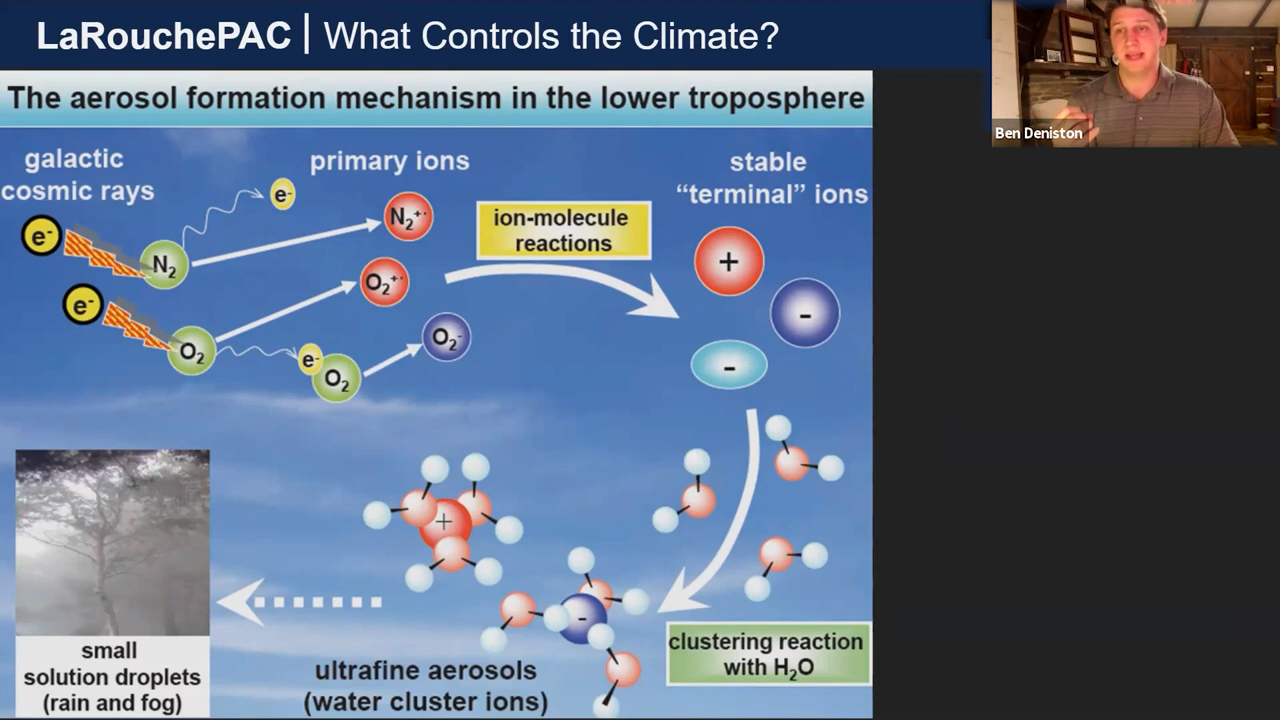 LaRouchePAC | What Controls the Climate?
Ben Deniston
The aerosol formation mechanism in the lower troposphere
galactic
cosmic rays
primary ions
stable
“terminal” ions
e-
e-
N₂
e-
O₂
e-
O₂
N₂⁺·
O₂⁺·
O₂⁻
ion-molecule
reactions
+
-
-
clustering reaction
with H₂O
+
-
ultrafine aerosols
(water cluster ions)
small
solution droplets
(rain and fog)